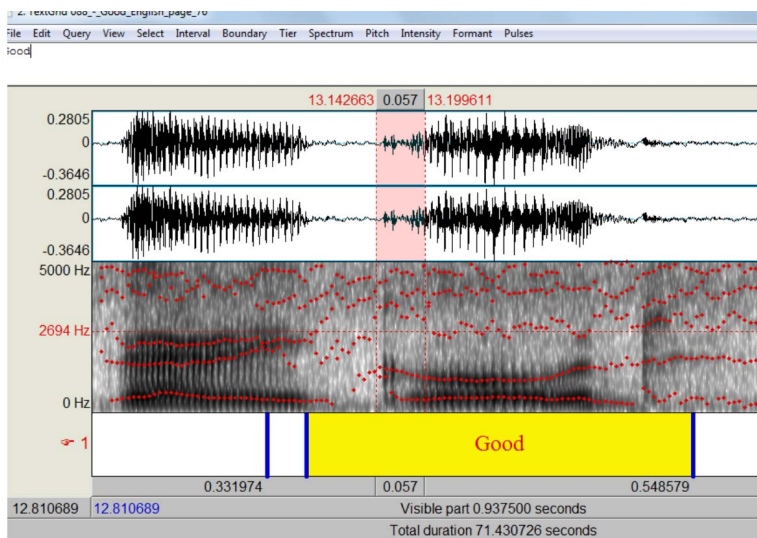 2. TextGrid 088_-_Good_English_page_76
File Edit Query View Select Interval Boundary Tier Spectrum Pitch Intensity Formant Pulses
Good
13.142663 0.057 13.199611
0.2805
0
-0.3646
0.2805
0
-0.3646
5000 Hz
2694 Hz
0 Hz
☞ 1 Good
0.331974 0.057 0.548579
12.810689 12.810689 Visible part 0.937500 seconds
Total duration 71.430726 seconds